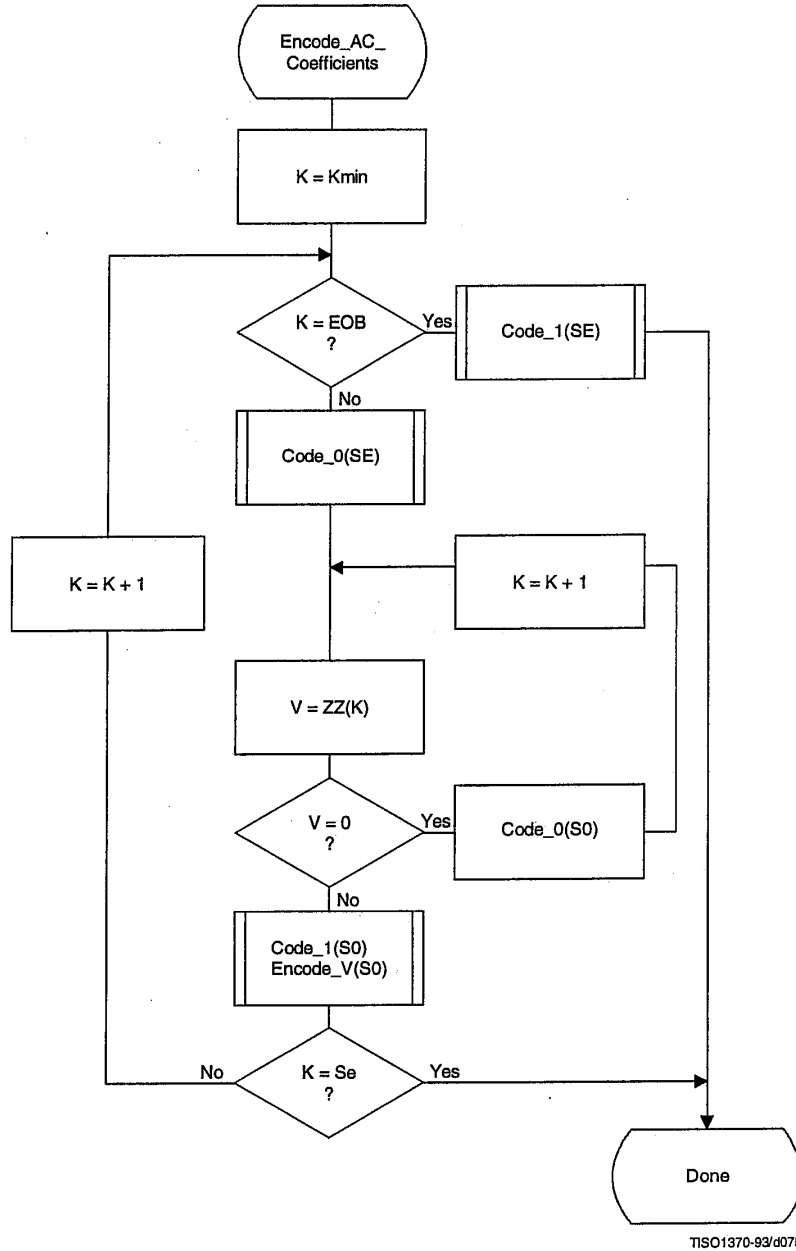 Encode_AC_
Coefficients
K = Kmin
K = EOB
?
Yes
Code_1(SE)
No
Code_0(SE)
K = K + 1
K = K + 1
V = ZZ(K)
V = 0
?
Yes
Code_0(S0)
No
Code_1(S0)
Encode_V(S0)
No
K = Se
?
Yes
Done